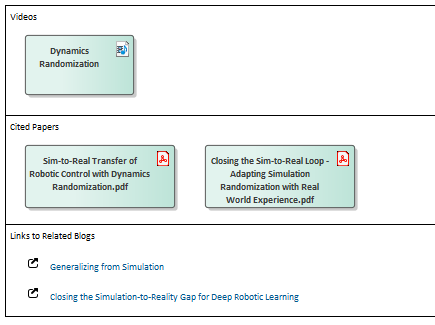 Videos
Dynamics
Randomization
Cited Papers
Sim-to-Real Transfer of
Robotic Control with Dynamics
Randomization.pdf
Closing the Sim-to-Real Loop -
Adapting Simulation
Randomization with Real
World Experience.pdf
Links to Related Blogs
Generalizing from Simulation
Closing the Simulation-to-Reality Gap for Deep Robotic Learning